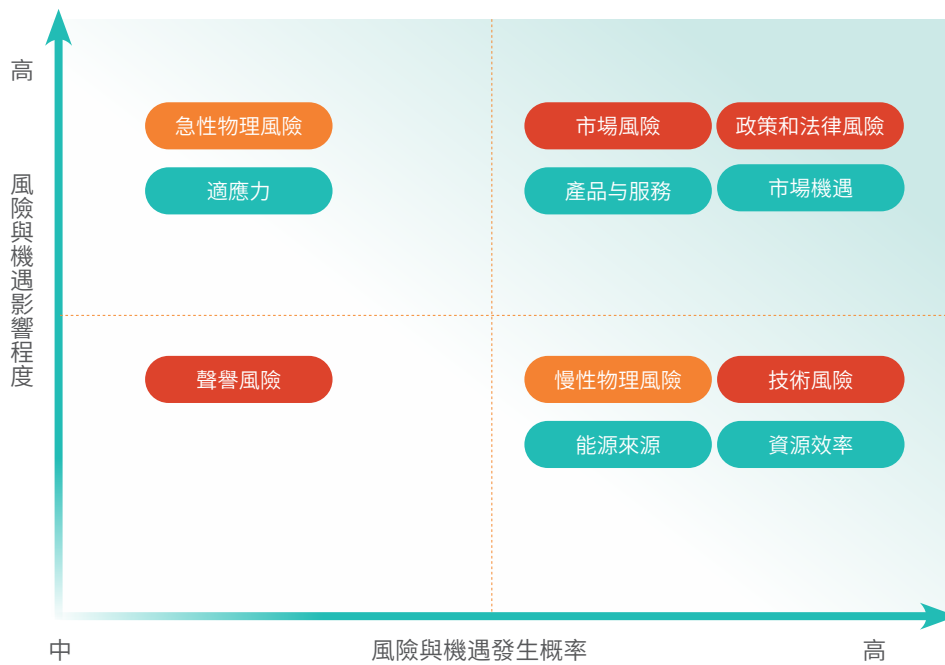 高
風險與機遇影響程度
急性物理風險
適應力
市場風險
政策和法律風險
產品与服務
市場機遇
聲譽風險
慢性物理風險
技術風險
能源來源
資源效率
中
風險與機遇發生概率
高